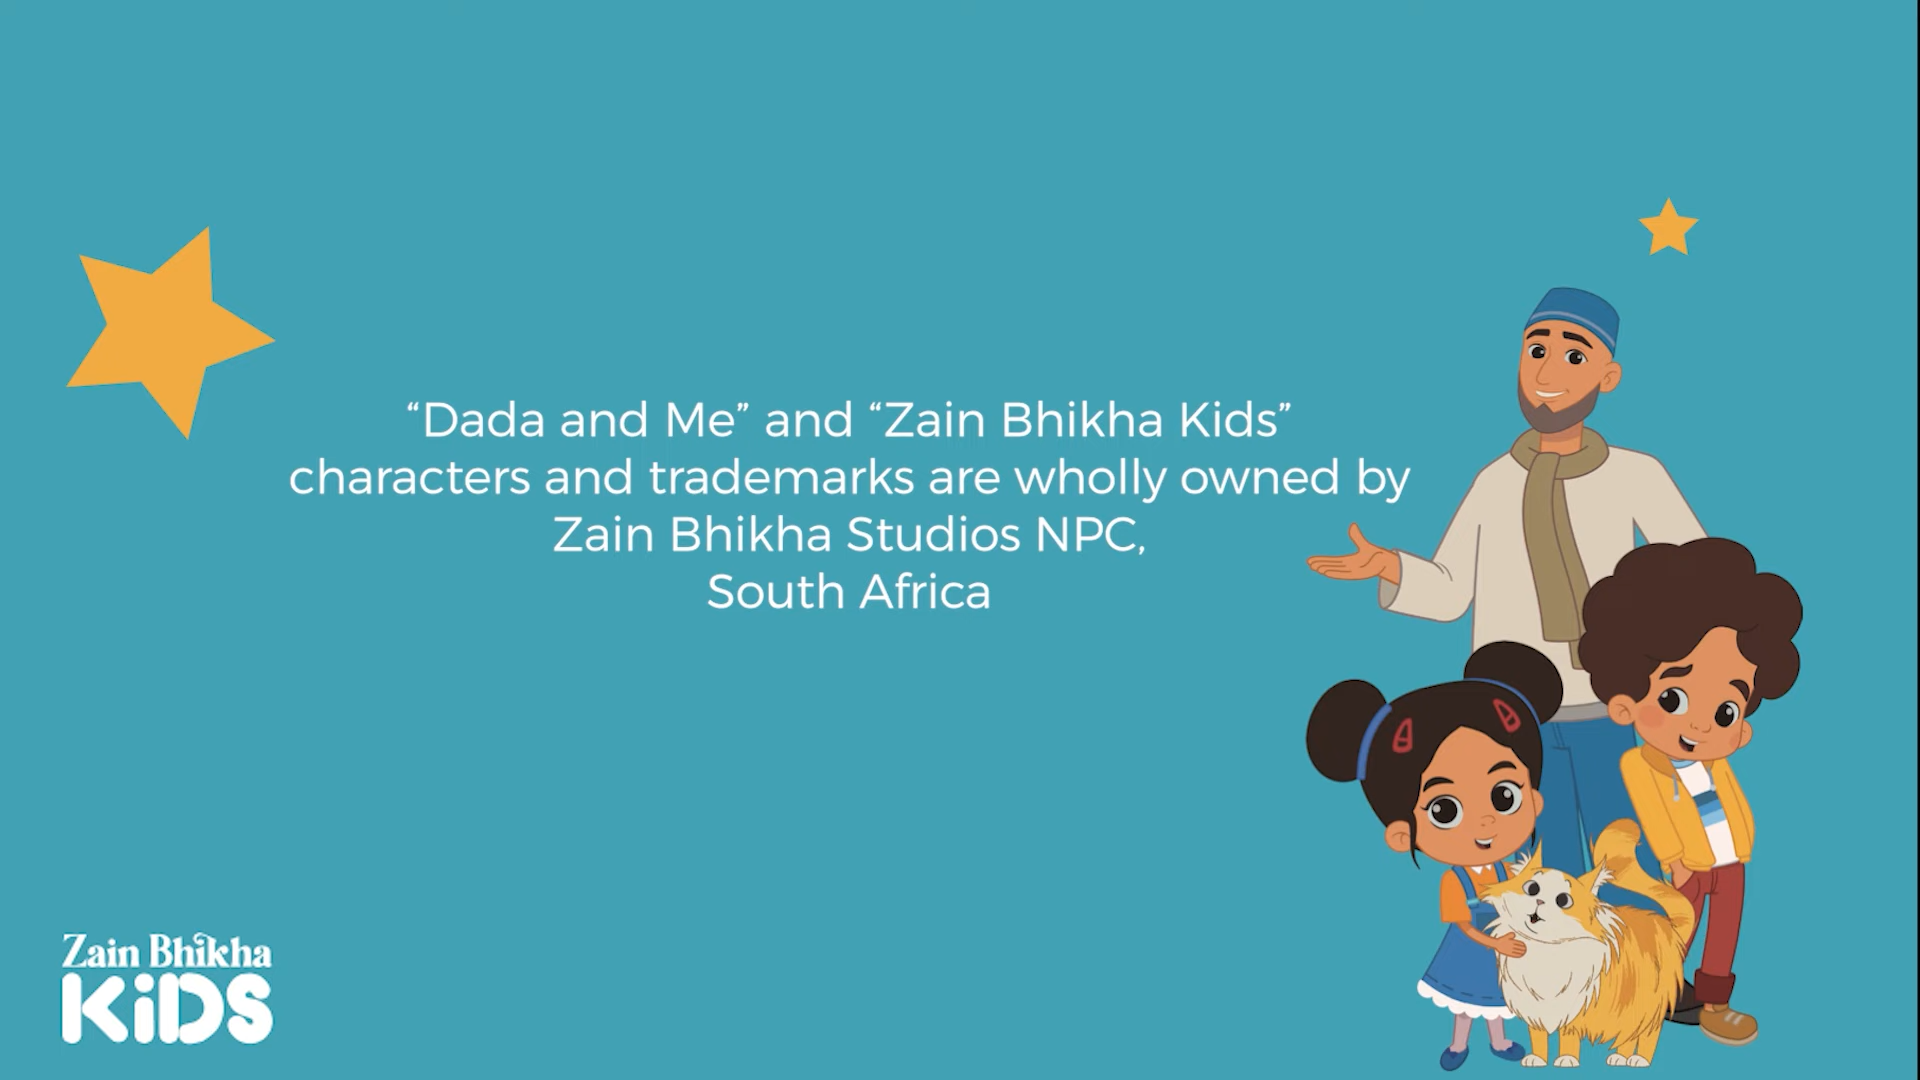 “Dada and Me” and “Zain Bhikha Kids”
characters and trademarks are wholly owned by
Zain Bhikha Studios NPC,
South Africa
Zain Bhikha
KiDS